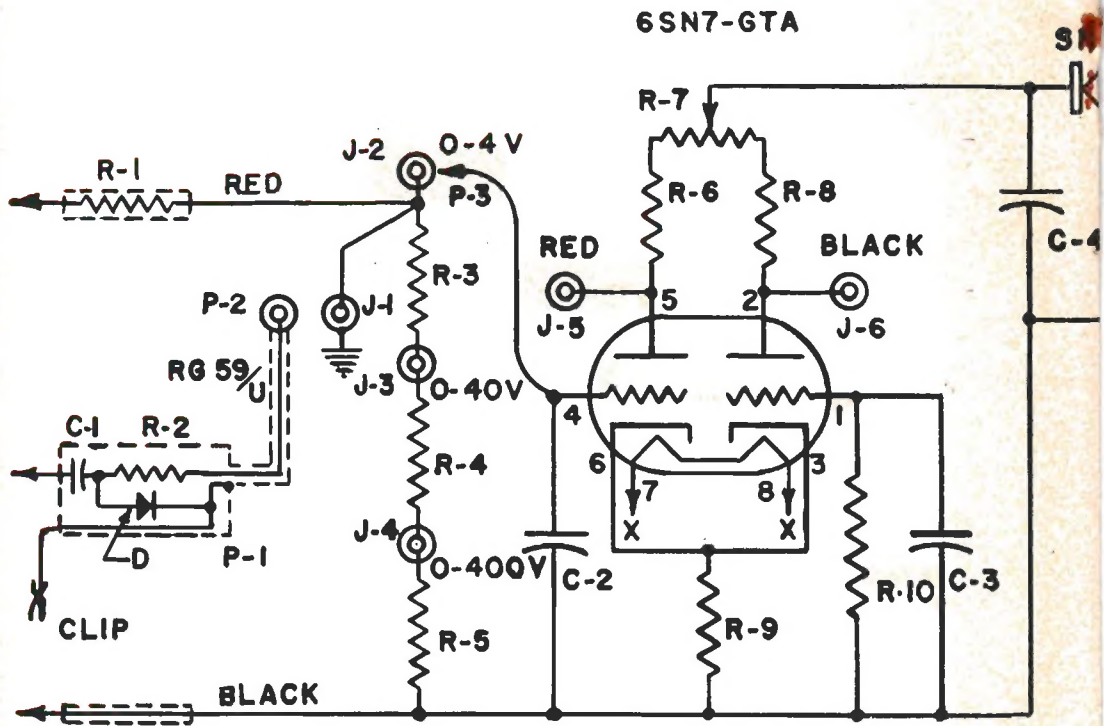 6SN7-GTA
R-7
J-2
0-4 V
R-1
RED
P-3
R-6
R-8
C-4
R-3
RED
BLACK
P-2
J-1
5
2
J-5
J-6
RG 59/U
J-3
0-40V
4
1
C-1
R-2
6
3
R-4
7
8
X
X
D
P-1
J-4
0-400V
C-2
R-10
C-3
CLIP
R-5
R-9
BLACK